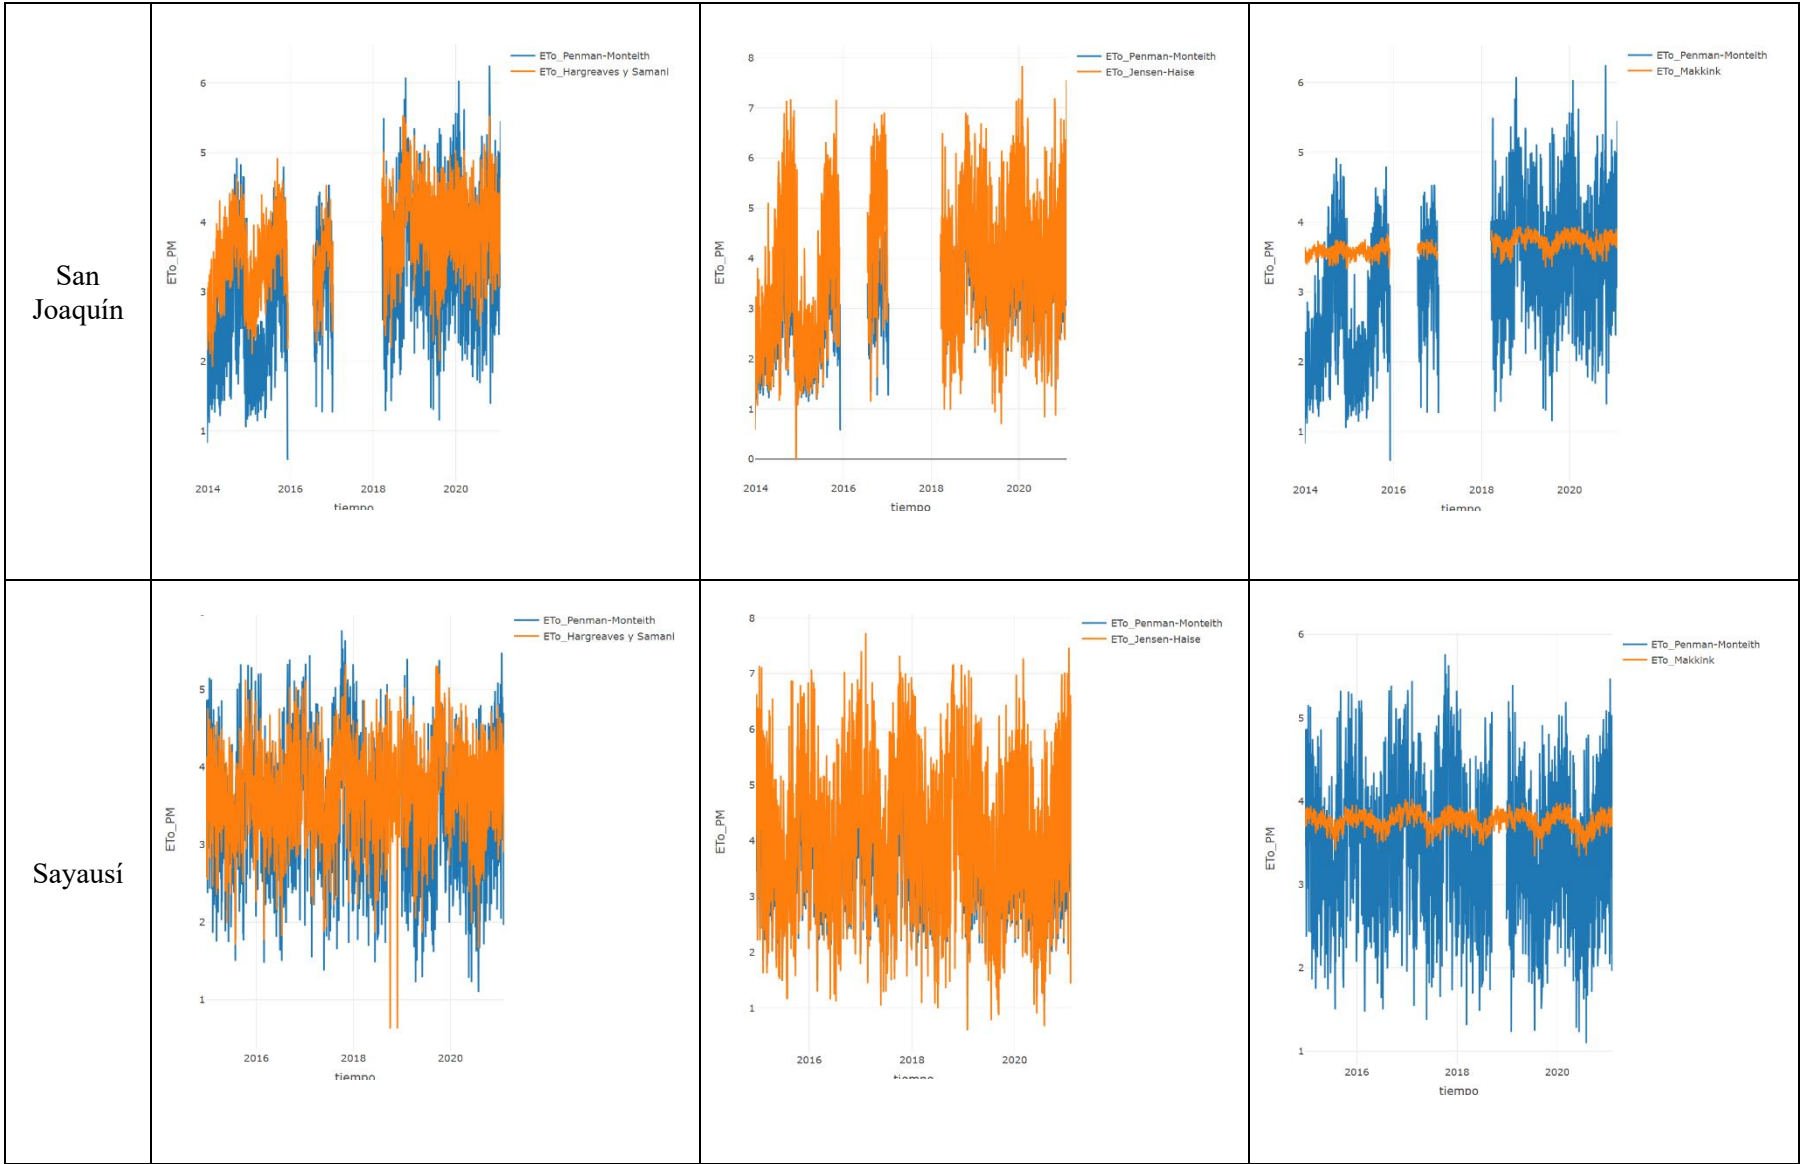 San
Joaquín
ETo_Penman-Monteith
ETo_Hargreaves y Samani
6
5
4
3
2
1
ETo_PM
2014
2016
2018
2020
tiempo
ETo_Penman-Monteith
ETo_Jensen-Haise
8
7
6
5
4
3
2
1
0
ETo_PM
2014
2016
2018
2020
tiempo
ETo_Penman-Monteith
ETo_Makkink
6
5
4
3
2
1
ETo_PM
2014
2016
2018
2020
tiempo
Sayausí
ETo_Penman-Monteith
ETo_Hargreaves y Samani
5
4
3
2
1
ETo_PM
2016
2018
2020
tiempo
ETo_Penman-Monteith
ETo_Jensen-Haise
8
7
6
5
4
3
2
1
ETo_PM
2016
2018
2020
ETo_Penman-Monteith
ETo_Makkink
6
5
4
3
2
1
ETo_PM
2016
2018
2020
tiempo